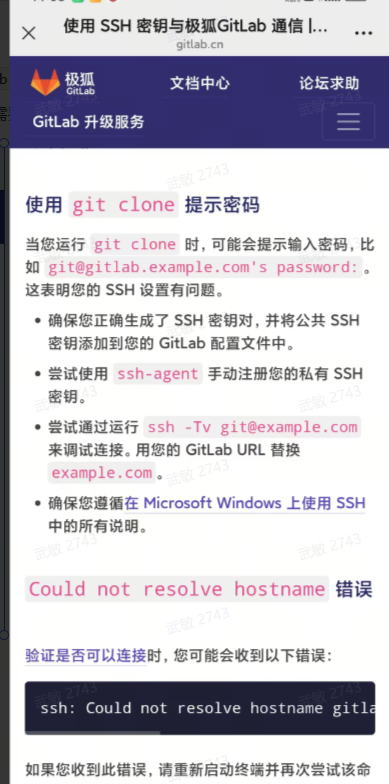 使用 SSH 密钥与极狐GitLab 通信 |...
gitlab.cn
极狐
GitLab
文档中心
论坛求助
GitLab 升级服务
使用 git clone 提示密码
当您运行 git clone 时，可能会提示输入密码，比
如 git@gitlab.example.com's password:。
这表明您的 SSH 设置有问题。
• 确保您正确生成了 SSH 密钥对，并将公共 SSH
密钥添加到您的 GitLab 配置文件中。
• 尝试使用 ssh-agent 手动注册您的私有 SSH
密钥。
• 尝试通过运行 ssh -Tv git@example.com
来调试连接。用您的 GitLab URL 替换
example.com。
• 确保您遵循在 Microsoft Windows 上使用 SSH
中的所有说明。
Could not resolve hostname 错误
验证是否可以连接时，您可能会收到以下错误：
ssh: Could not resolve hostname gitla
如果您收到此错误，请重新启动终端并再次尝试该命
武敏 2743